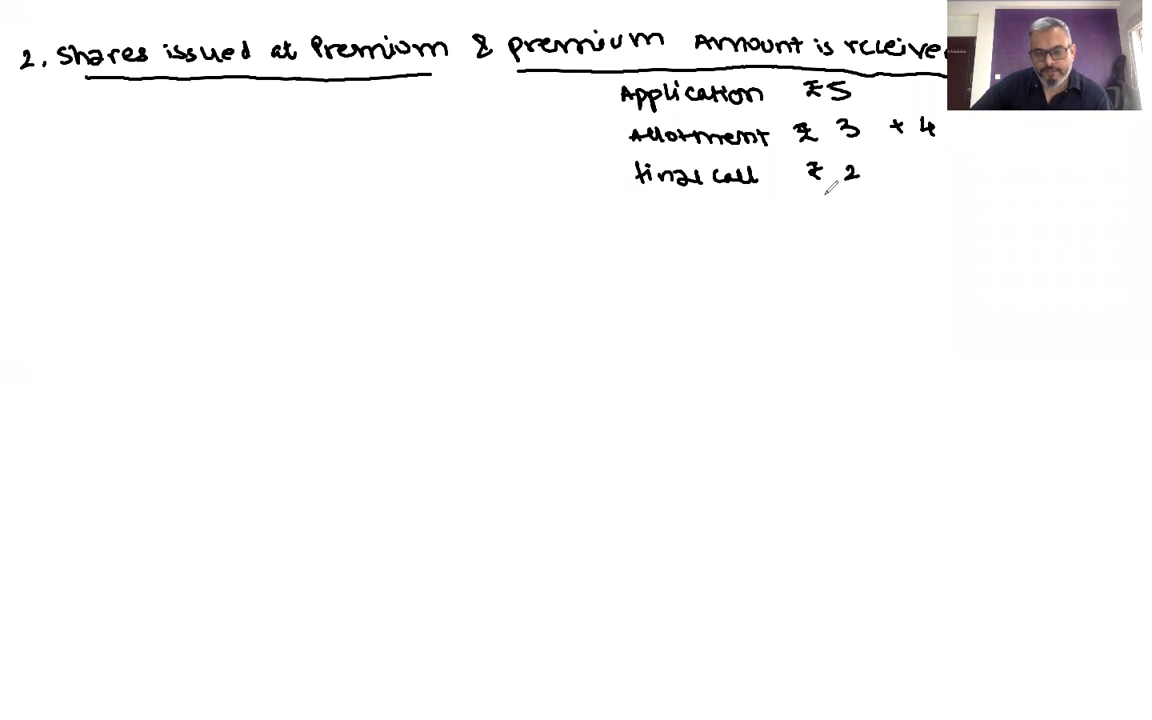 2. Shares issued at Premium & premium Amount is receive
Application ₹5
Allotment ₹ 3 + 4
final call ₹ 2